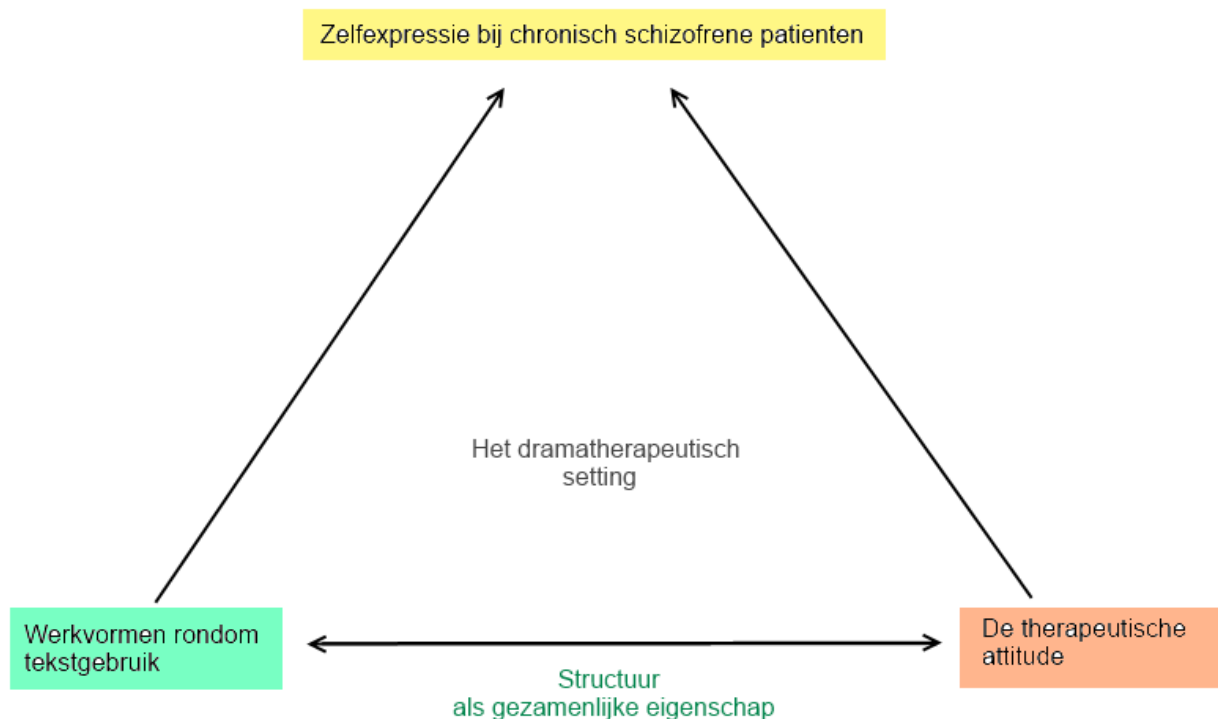 Zelfexpressie bij chronisch schizofrene patienten
Het dramatherapeutisch
setting
Werkvormen rondom
tekstgebruik
De therapeutische
attitude
Structuur
als gezamenlijke eigenschap